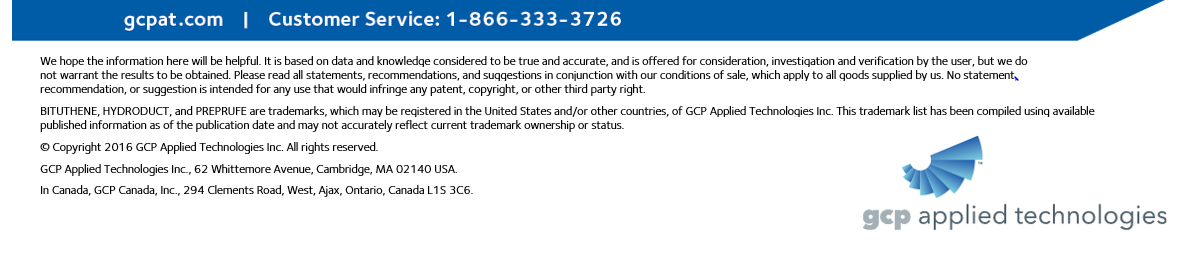 gcpat.com | Customer Service: 1-866-333-3726
We hope the information here will be helpful. It is based on data and knowledge considered to be true and accurate, and is offered for consideration, investigation and verification by the user, but we do
not warrant the results to be obtained. Please read all statements, recommendations, and suggestions in conjunction with our conditions of sale, which apply to all goods supplied by us. No statement,
recommendation, or suggestion is intended for any use that would infringe any patent, copyright, or other third party right.
BITUTHENE, HYDRODUCT, and PREPRUFE are trademarks, which may be registered in the United States and/or other countries, of GCP Applied Technologies Inc. This trademark list has been compiled using available
published information as of the publication date and may not accurately reflect current trademark ownership or status.
© Copyright 2016 GCP Applied Technologies Inc. All rights reserved.
GCP Applied Technologies Inc., 62 Whittemore Avenue, Cambridge, MA 02140 USA.
In Canada, GCP Canada, Inc., 294 Clements Road, West, Ajax, Ontario, Canada L1S 3C6.
™
gcp applied technologies